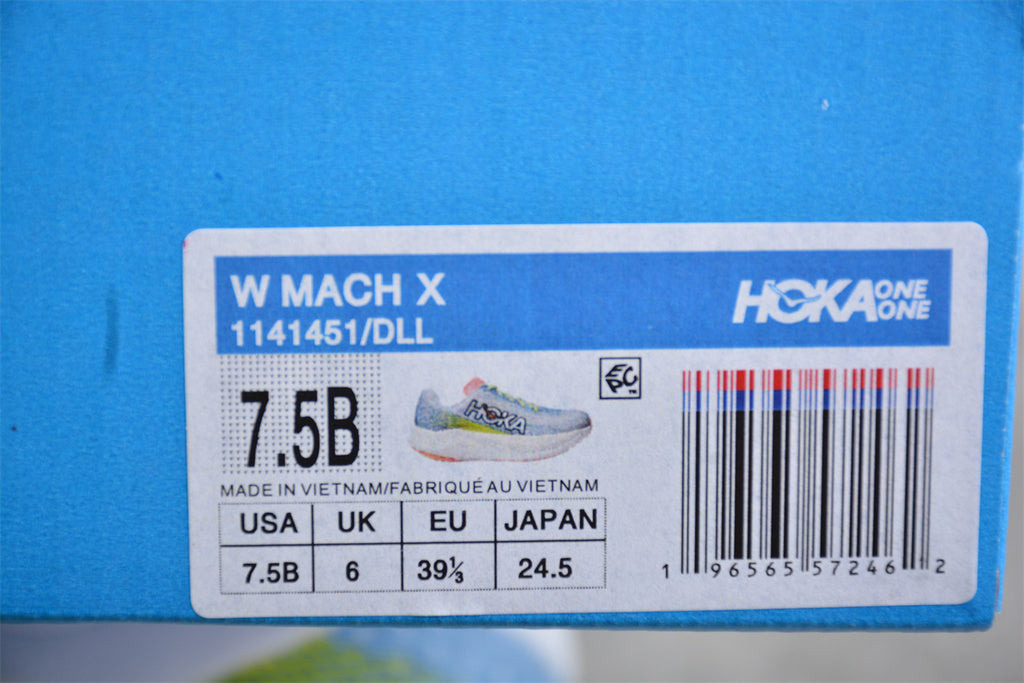 W MACH X
1141451/DLL
HOKA ONE ONE
7.5B
HOKA
EPC™
MADE IN VIETNAM/FABRIQUÉ AU VIETNAM
USA UK EU JAPAN
7.5B 6 39⅓ 24.5
1 96565 57246 2